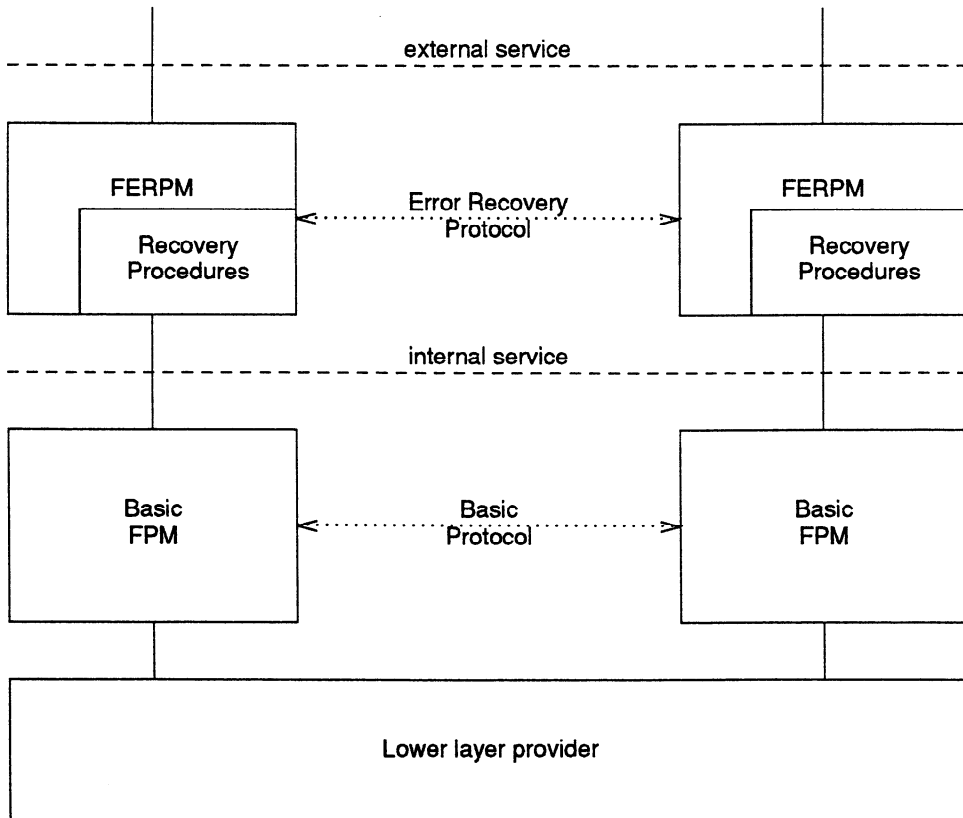 external service
FERPM
Recovery
Procedures
Error Recovery
Protocol
FERPM
Recovery
Procedures
internal service
Basic
FPM
Basic
Protocol
Basic
FPM
Lower layer provider